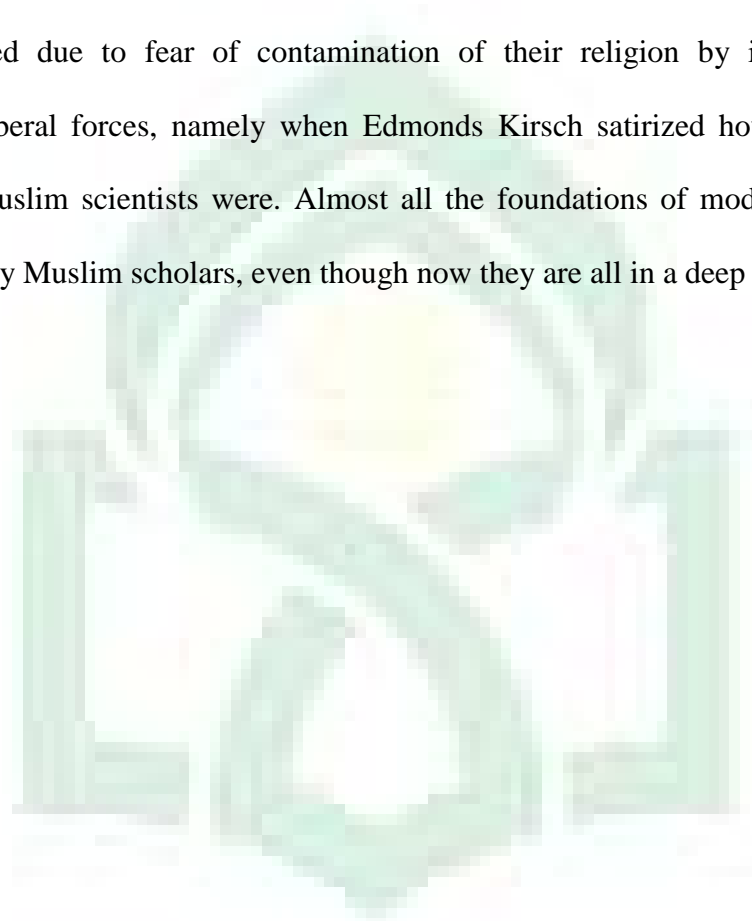 ed due to fear of contamination of their religion by i
beral forces, namely when Edmonds Kirsch satirized ho
uslim scientists were. Almost all the foundations of mod
y Muslim scholars, even though now they are all in a deep